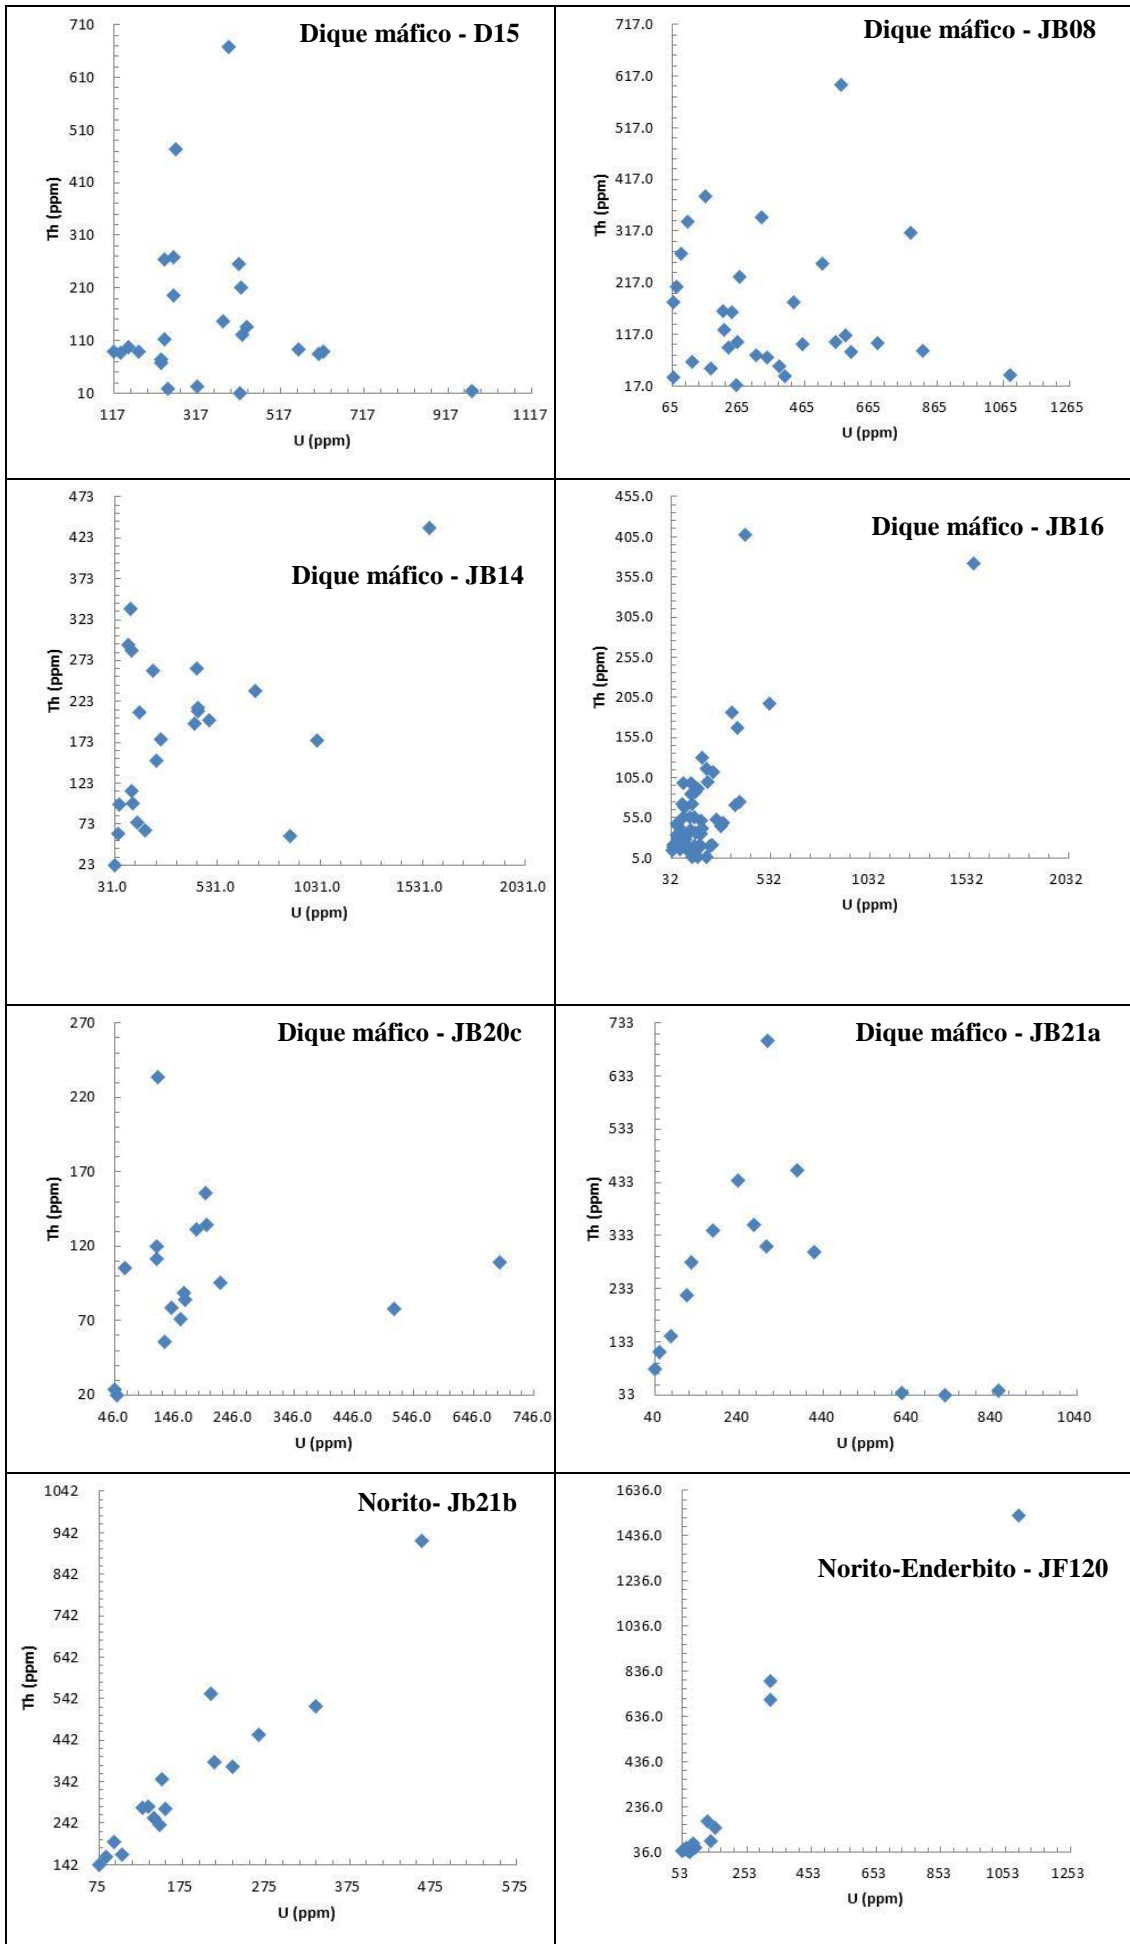 Dique máfico - D15
710
610
510
410
310
210
110
10
Th (ppm)
117 317 517 717 917 1117
U (ppm)
Dique máfico - JB08
717.0
617.0
517.0
417.0
317.0
217.0
117.0
17.0
Th (ppm)
65 265 465 665 865 1065 1265
U (ppm)
Dique máfico - JB14
473
423
373
323
273
223
173
123
73
23
Th (ppm)
31.0 531.0 1031.0 1531.0 2031.0
U (ppm)
Dique máfico - JB16
455.0
405.0
355.0
305.0
255.0
205.0
155.0
105.0
55.0
5.0
Th (ppm)
32 532 1032 1532 2032
U (ppm)
Dique máfico - JB20c
270
220
170
120
70
20
Th (ppm)
46.0 146.0 246.0 346.0 446.0 546.0 646.0 746.0
U (ppm)
Dique máfico - JB21a
733
633
533
433
333
233
133
33
Th (ppm)
40 240 440 640 840 1040
U (ppm)
Norito- Jb21b
1042
942
842
742
642
542
442
342
242
142
Th (ppm)
75 175 275 375 475 575
U (ppm)
Norito-Enderbito - JF120
1636.0
1436.0
1236.0
1036.0
836.0
636.0
436.0
236.0
36.0
Th (ppm)
53 253 453 653 853 1053 1253
U (ppm)